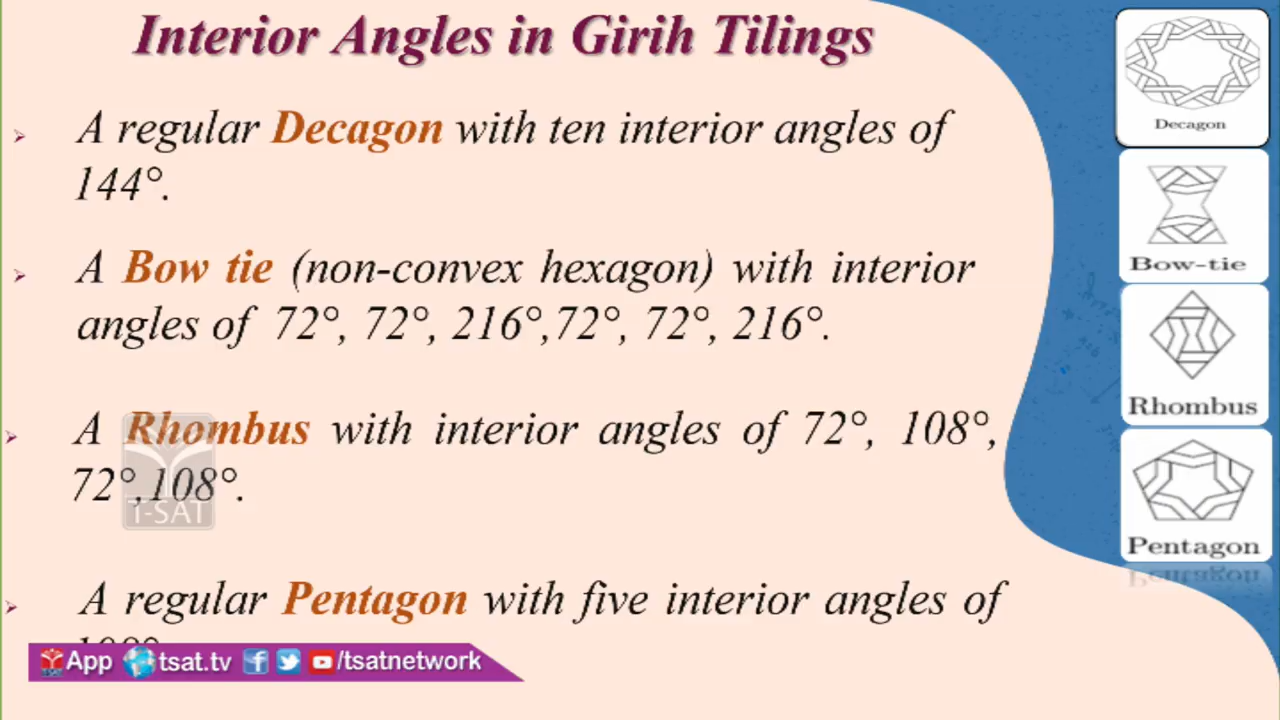 Interior Angles in Girih Tilings
A regular Decagon with ten interior angles of
144°.
A Bow tie (non-convex hexagon) with interior
angles of 72°, 72°, 216°,72°, 72°, 216°.
A Rhombus with interior angles of 72°, 108°,
72°,108°.
A regular Pentagon with five interior angles of
Decagon
Bow-tie
Rhombus
Pentagon
T-SAT
App tsat.tv /tsatnetwork